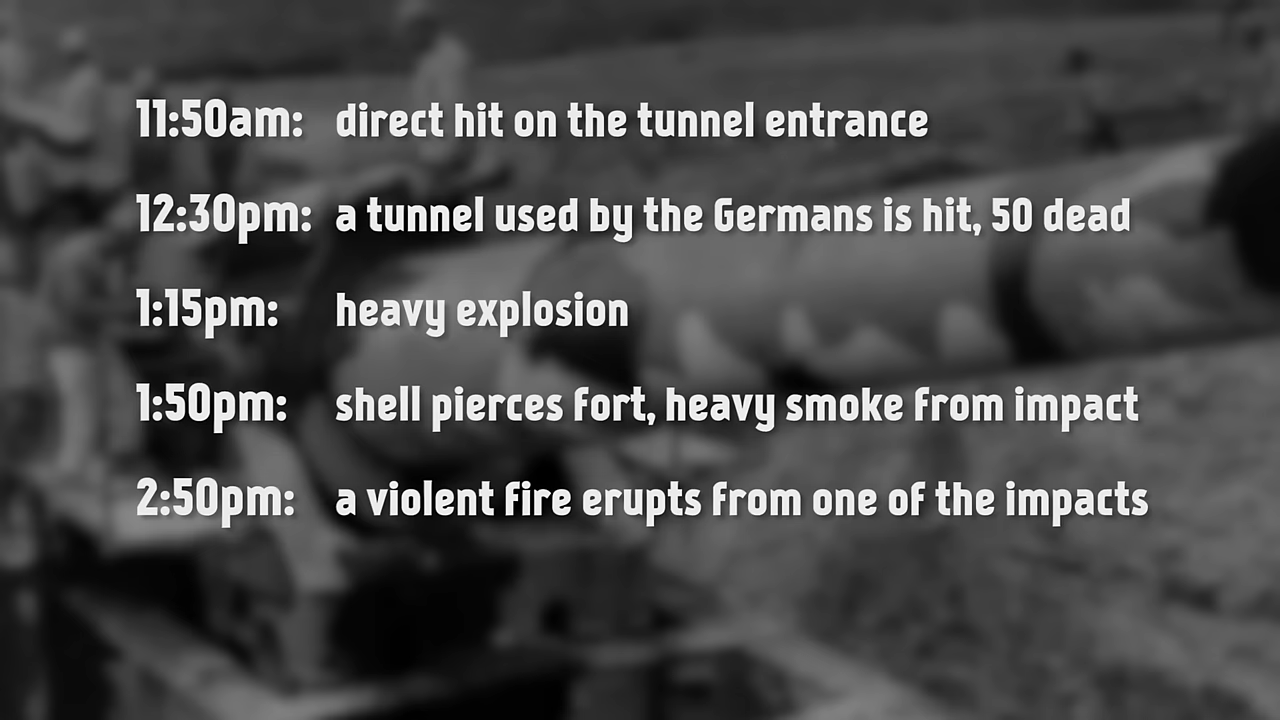 11:50am: direct hit on the tunnel entrance
12:30pm: a tunnel used by the Germans is hit, 50 dead
1:15pm: heavy explosion
1:50pm: shell pierces fort, heavy smoke from impact
2:50pm: a violent fire erupts from one of the impacts